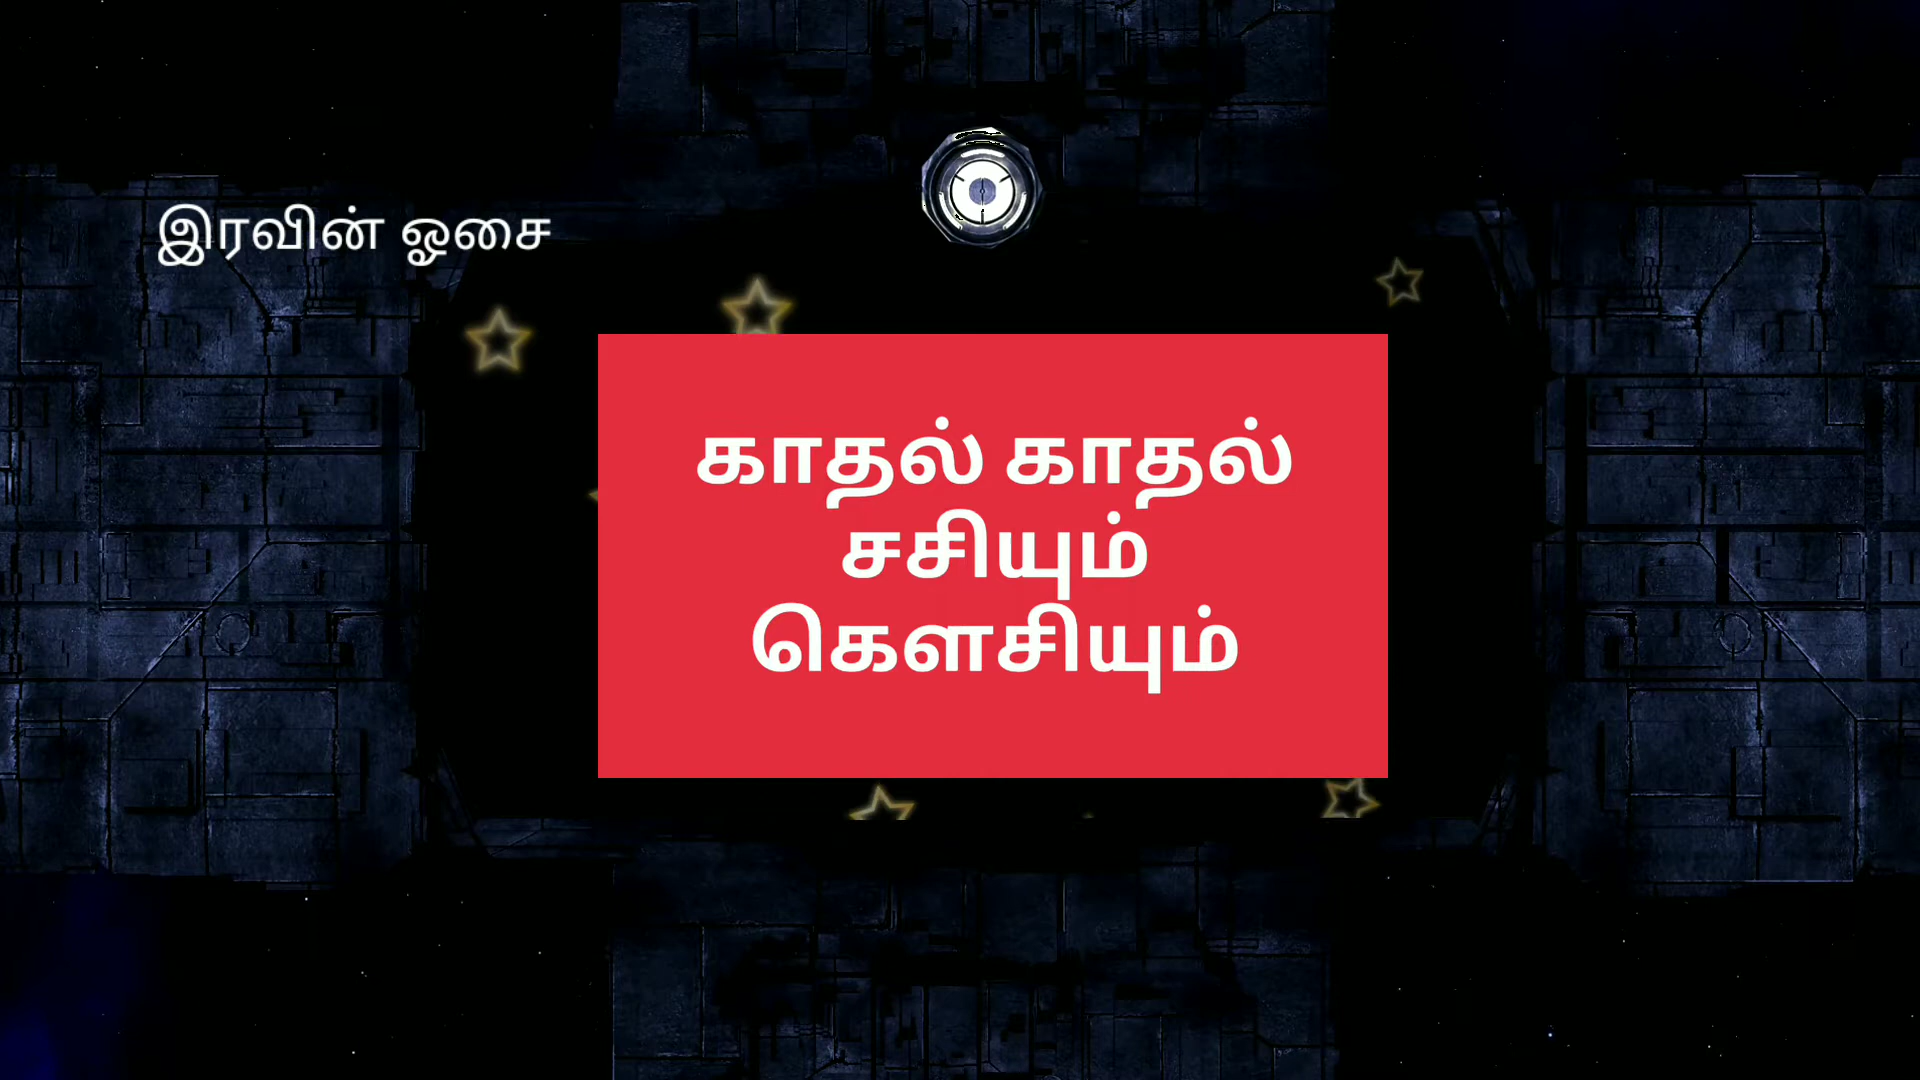 இரவின் ஓசை
காதல் காதல்
சசியும்
கௌசியும்